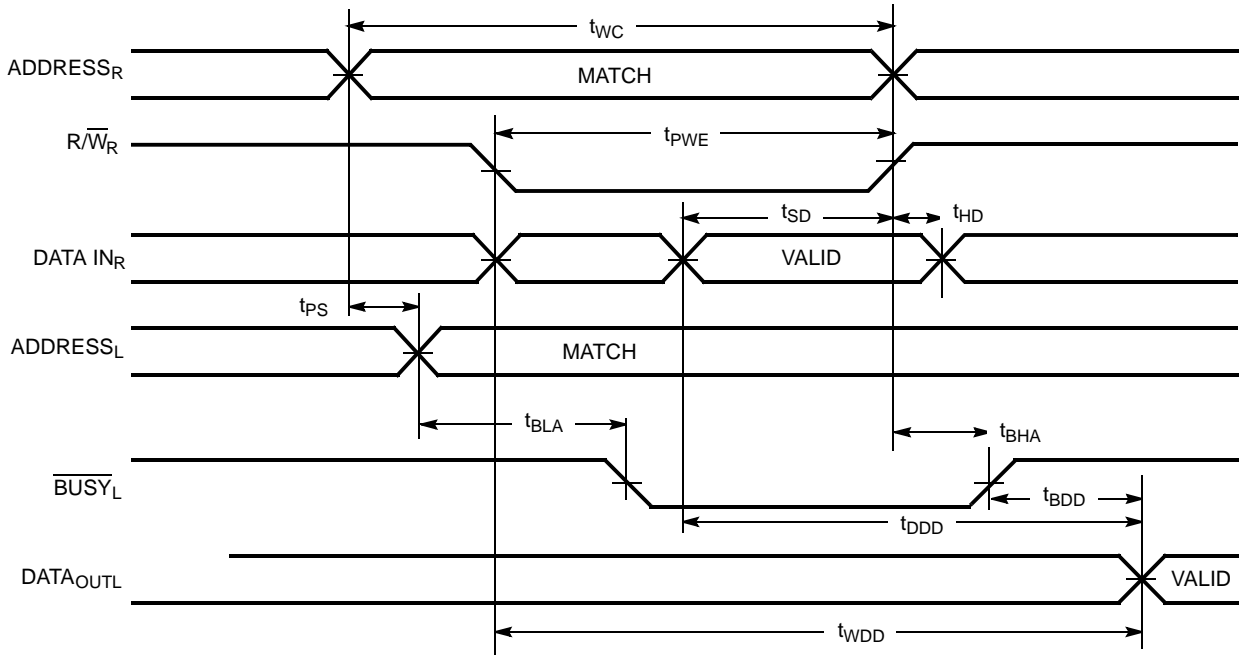 tWC
ADDRESSR
MATCH
R/W̅R
tPWE
tSD
tHD
DATA INR
VALID
tPS
ADDRESSL
MATCH
tBLA
tBHA
B̅U̅S̅Y̅L
tBDD
tDDD
DATAOUTL
VALID
tWDD